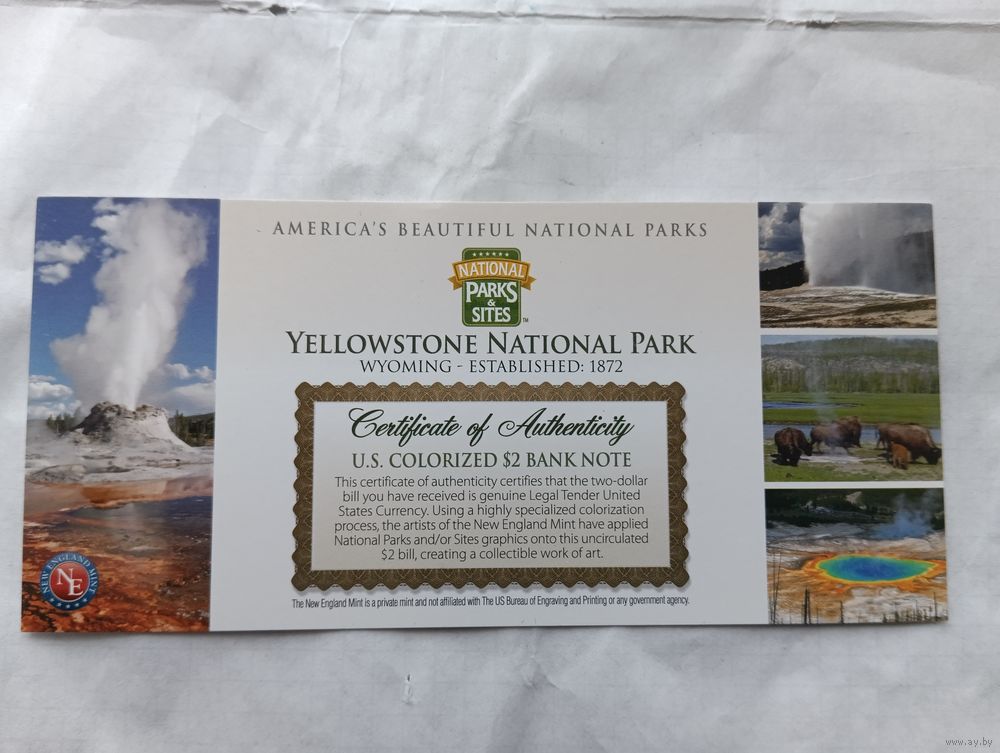 AMERICA'S BEAUTIFUL NATIONAL PARKS
NATIONAL
PARKS
&
SITES
TM
YELLOWSTONE NATIONAL PARK
WYOMING - ESTABLISHED: 1872
Certificate of Authenticity
U.S. COLORIZED $2 BANK NOTE
This certificate of authenticity certifies that the two-dollar
bill you have received is genuine Legal Tender United
States Currency. Using a highly specialized colorization
process, the artists of the New England Mint have applied
National Parks and/or Sites graphics onto this uncirculated
$2 bill, creating a collectible work of art.
NEW ENGLAND MINT
NE
The New England Mint is a private mint and not affiliated with The US Bureau of Engraving and Printing or any government agency.
www.ay.by